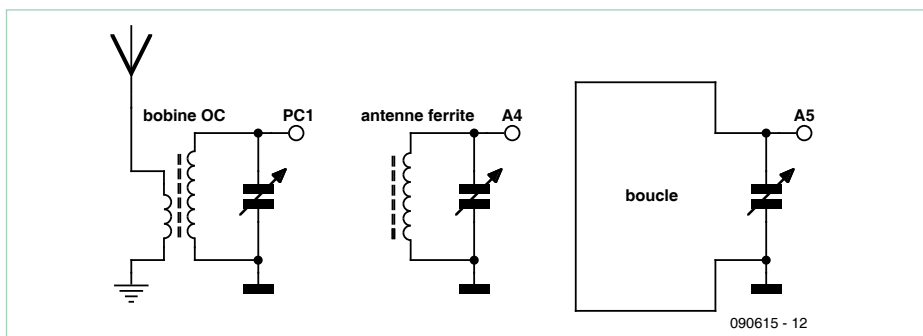 bobine OC
PC1
antenne ferrite
A4
boucle
A5
090615 - 12